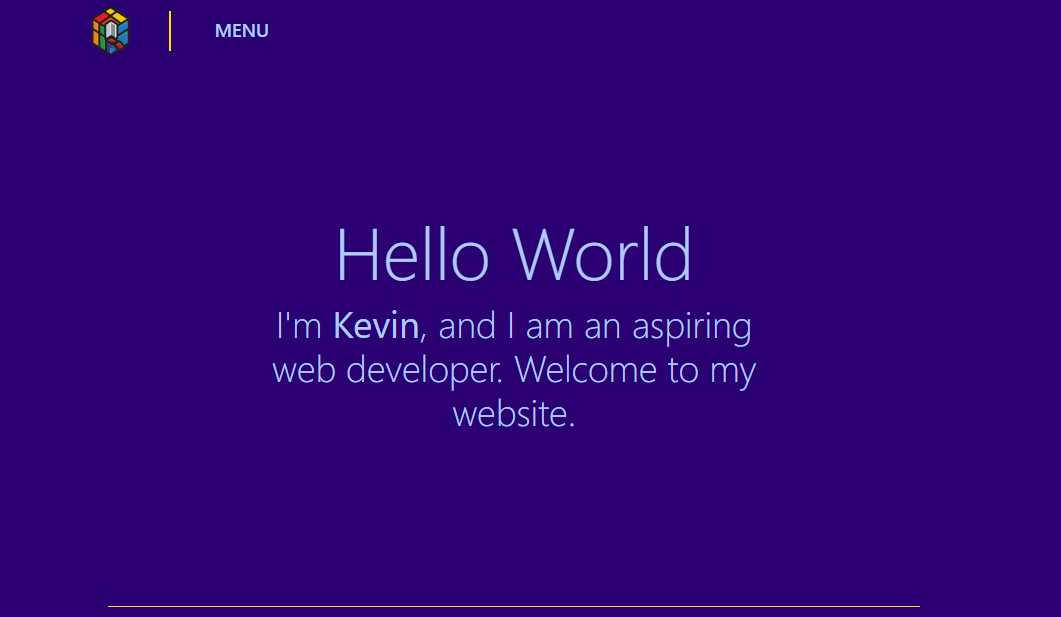 MENU
Hello World
I'm Kevin, and I am an aspiring
web developer. Welcome to my
website.